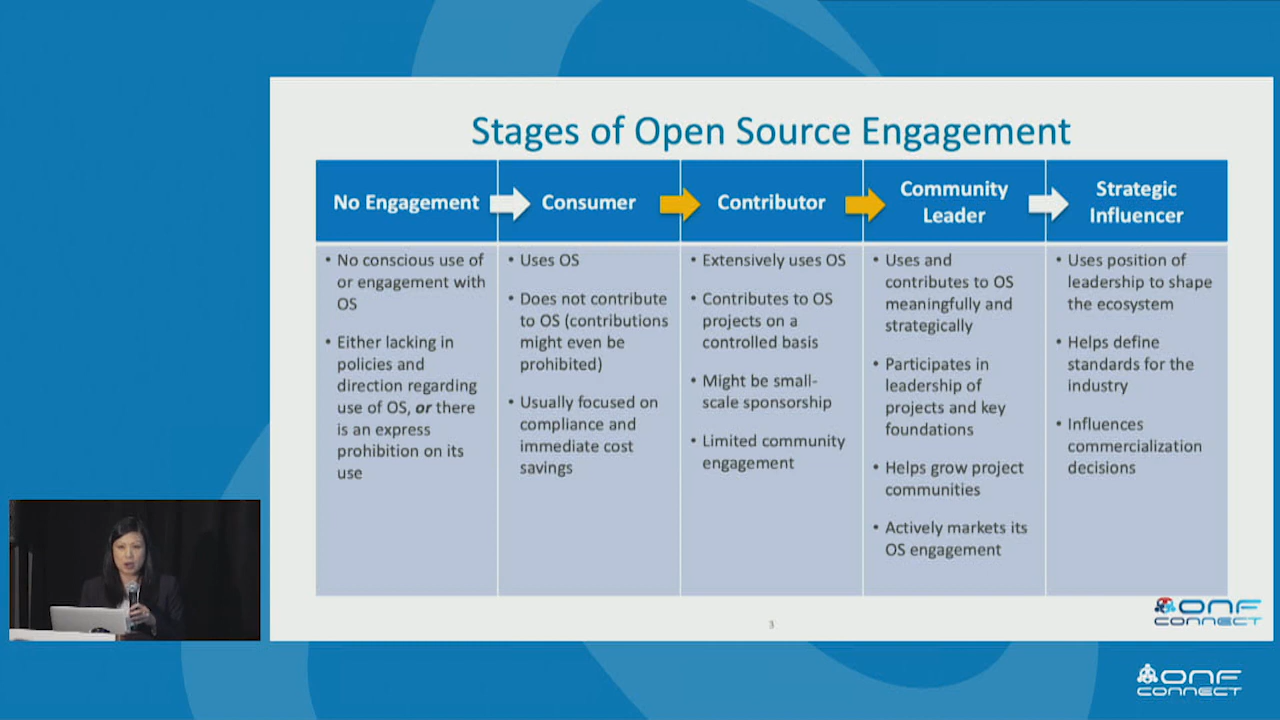 Stages of Open Source Engagement
No Engagement
Consumer
Contributor
Community
Leader
Strategic
Influencer
• No conscious use of
or engagement with
OS
• Either lacking in
policies and
direction regarding
use of OS, or there
is an express
prohibition on its
use
• Uses OS
• Does not contribute
to OS (contributions
might even be
prohibited)
• Usually focused on
compliance and
immediate cost
savings
• Extensively uses OS
• Contributes to OS
projects on a
controlled basis
• Might be small-
scale sponsorship
• Limited community
engagement
• Uses and
contributes to OS
meaningfully and
strategically
• Participates in
leadership of
projects and key
foundations
• Helps grow project
communities
• Actively markets its
OS engagement
• Uses position of
leadership to shape
the ecosystem
• Helps define
standards for the
industry
• Influences
commercialization
decisions
3
ONF
CONNECT
ONF
CONNECT